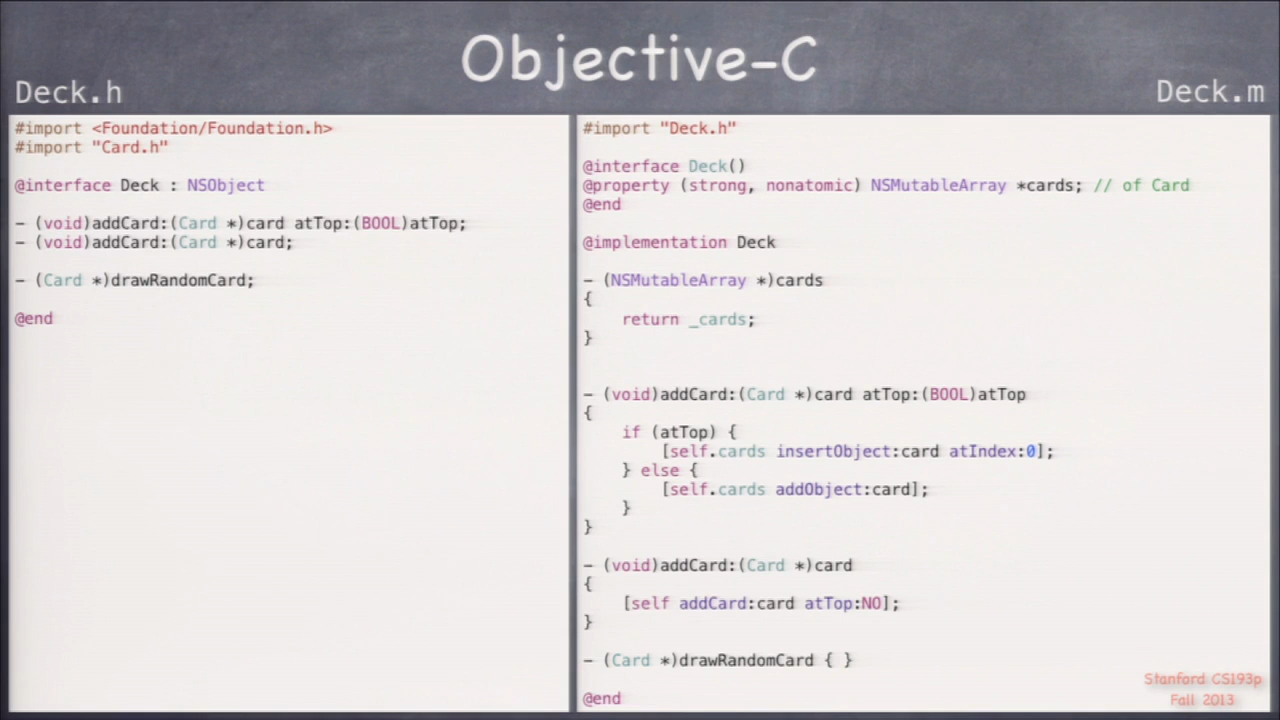 Objective-C
Deck.h
Deck.m
#import <Foundation/Foundation.h>
#import "Card.h"
@interface Deck : NSObject
- (void)addCard:(Card *)card atTop:(BOOL)atTop;
- (void)addCard:(Card *)card;
- (Card *)drawRandomCard;
@end
#import "Deck.h"
@interface Deck()
@property (strong, nonatomic) NSMutableArray *cards; // of Card
@end
@implementation Deck
- (NSMutableArray *)cards
{
    return _cards;
}
- (void)addCard:(Card *)card atTop:(BOOL)atTop
{
    if (atTop) {
        [self.cards insertObject:card atIndex:0];
    } else {
        [self.cards addObject:card];
    }
}
- (void)addCard:(Card *)card
{
    [self addCard:card atTop:NO];
}
- (Card *)drawRandomCard { }
@end
Stanford CS193p
Fall 2013